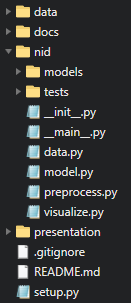 data
docs
nid
models
tests
__init__.py
__main__.py
data.py
model.py
preprocess.py
visualize.py
presentation
.gitignore
README.md
setup.py